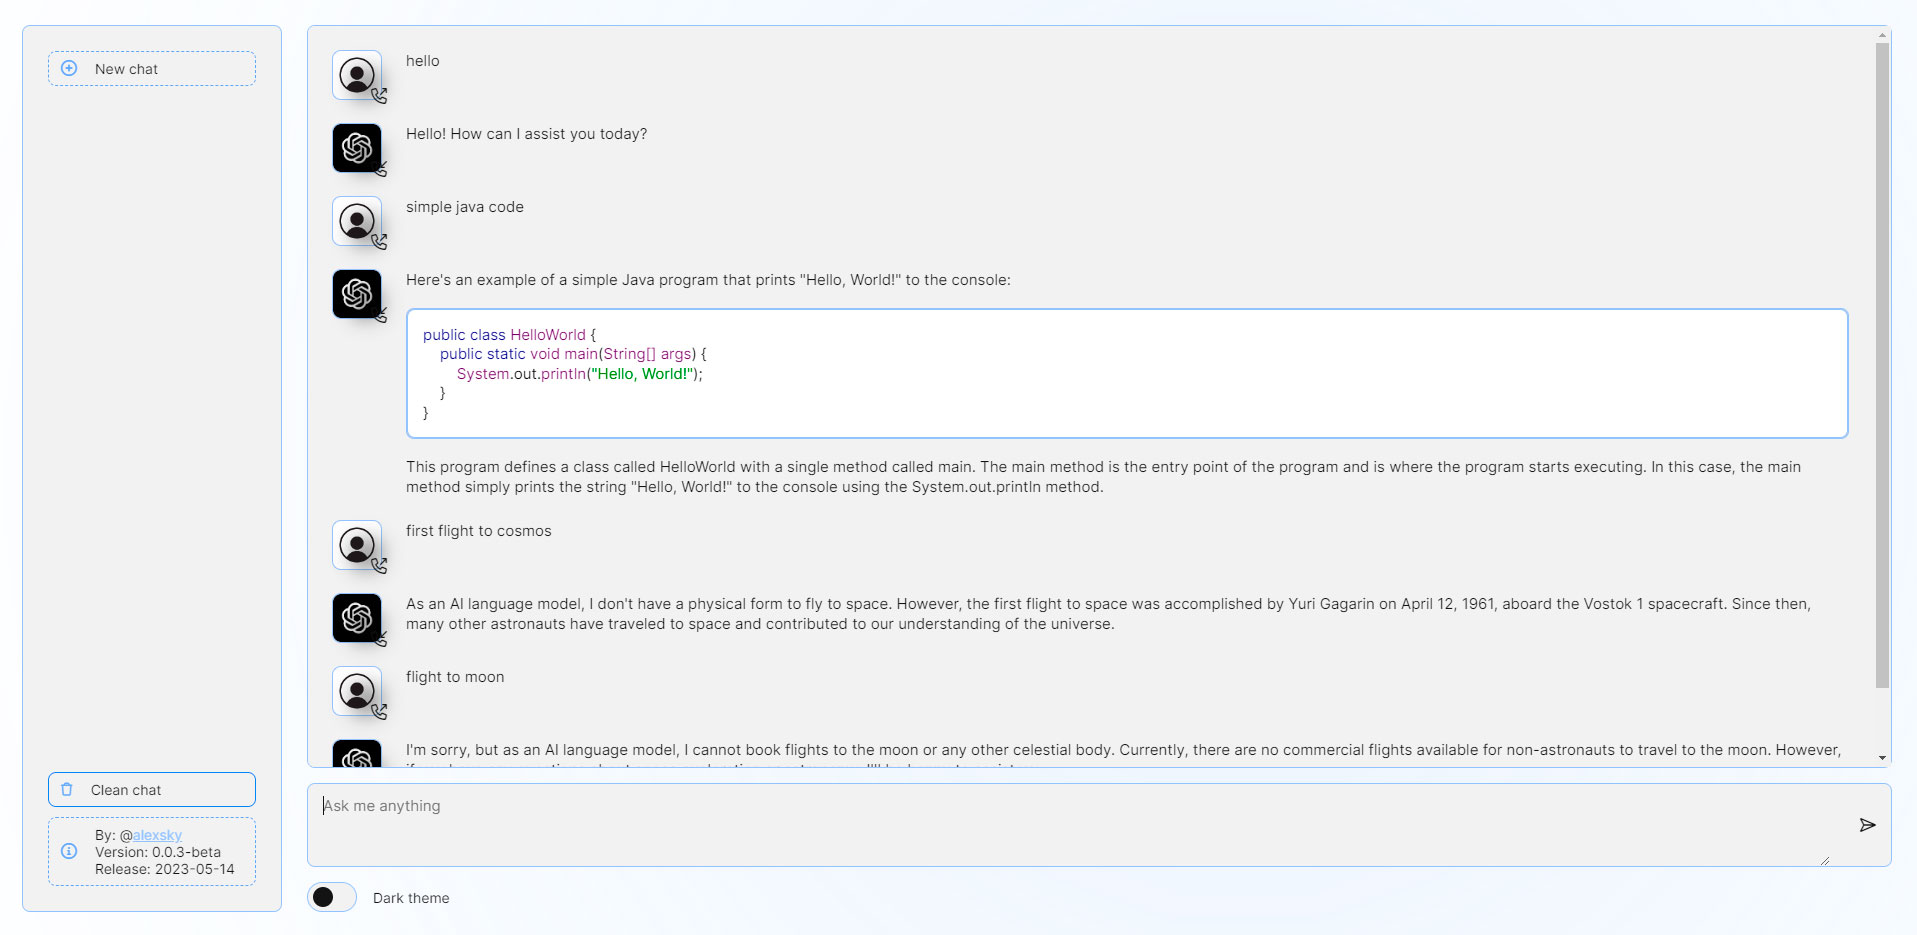 New chat
hello
Hello! How can I assist you today?
simple java code
Here's an example of a simple Java program that prints "Hello, World!" to the console:
public class HelloWorld {
public static void main(String[] args) {
System.out.println("Hello, World!");
}
}
This program defines a class called HelloWorld with a single method called main. The main method is the entry point of the program and is where the program starts executing. In this case, the main
method simply prints the string "Hello, World!" to the console using the System.out.println method.
first flight to cosmos
As an AI language model, I don't have a physical form to fly to space. However, the first flight to space was accomplished by Yuri Gagarin on April 12, 1961, aboard the Vostok 1 spacecraft. Since then,
many other astronauts have traveled to space and contributed to our understanding of the universe.
flight to moon
I'm sorry, but as an AI language model, I cannot book flights to the moon or any other celestial body. Currently, there are no commercial flights available for non-astronauts to travel to the moon. However,
Clean chat
By: @alexsky
Version: 0.0.3-beta
Release: 2023-05-14
Ask me anything
Dark theme